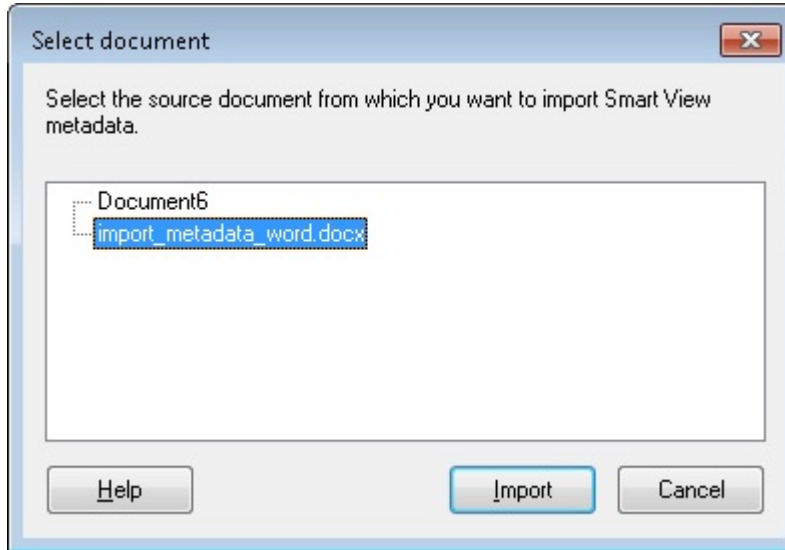 Select document
Select the source document from which you want to import Smart View
metadata.
Document6
import_metadata_word.docx
Help
Import
Cancel